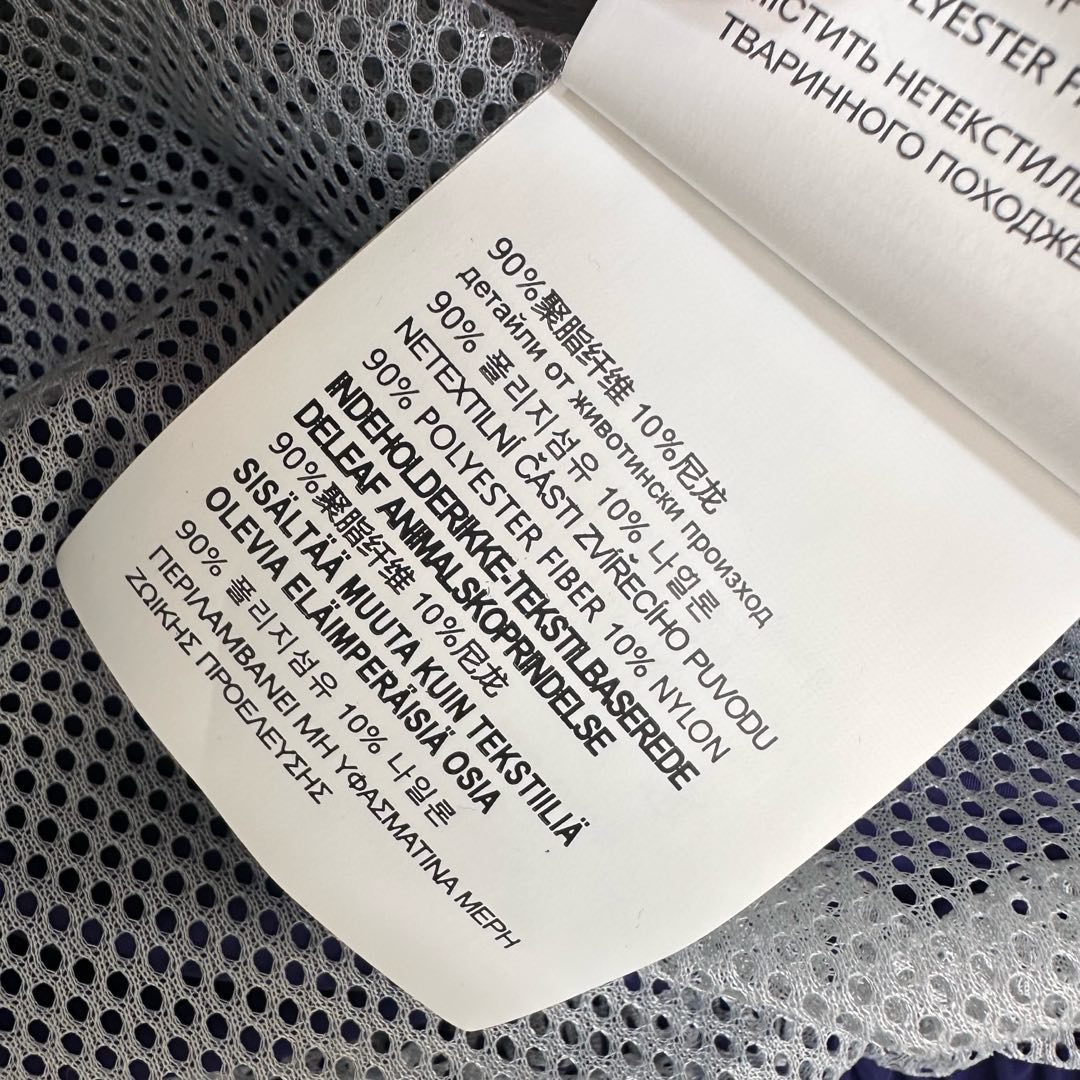 LYESTER
МІСТИТЬ НЕТЕКСТИЛЬ
ТВАРИННОГО ПОХОДЖЕ
90%聚脂纤维 10%尼龙
детайли от животински произход
90% 폴리지섬유 10% 나일론
NETEXTILNÍ ČÁSTI ZVÍŘECÍHO PUVODU
90% POLYESTER FIBER 10% NYLON
INDEHOLDERIKKE-TEKSTILBASEREDE
DELEAF ANIMALSKOPRINDELSE
90%聚脂纤维 10%尼龙
SISÄLTÄÄ MUUTA KUIN TEKSTIILIÄ
OLEVIA ELÄIMPERÄISIÄ OSIA
90% 폴리지섬유 10% 나일론
ΠΕΡΙΛΑΜΒΑΝΕΙ ΜΗ ΥΦΑΣΜΑΤΙΝΑ ΜΕΡΗ
ΖΩΙΚΗΣ ΠΡΟΕΛΕΥΣΗΣ